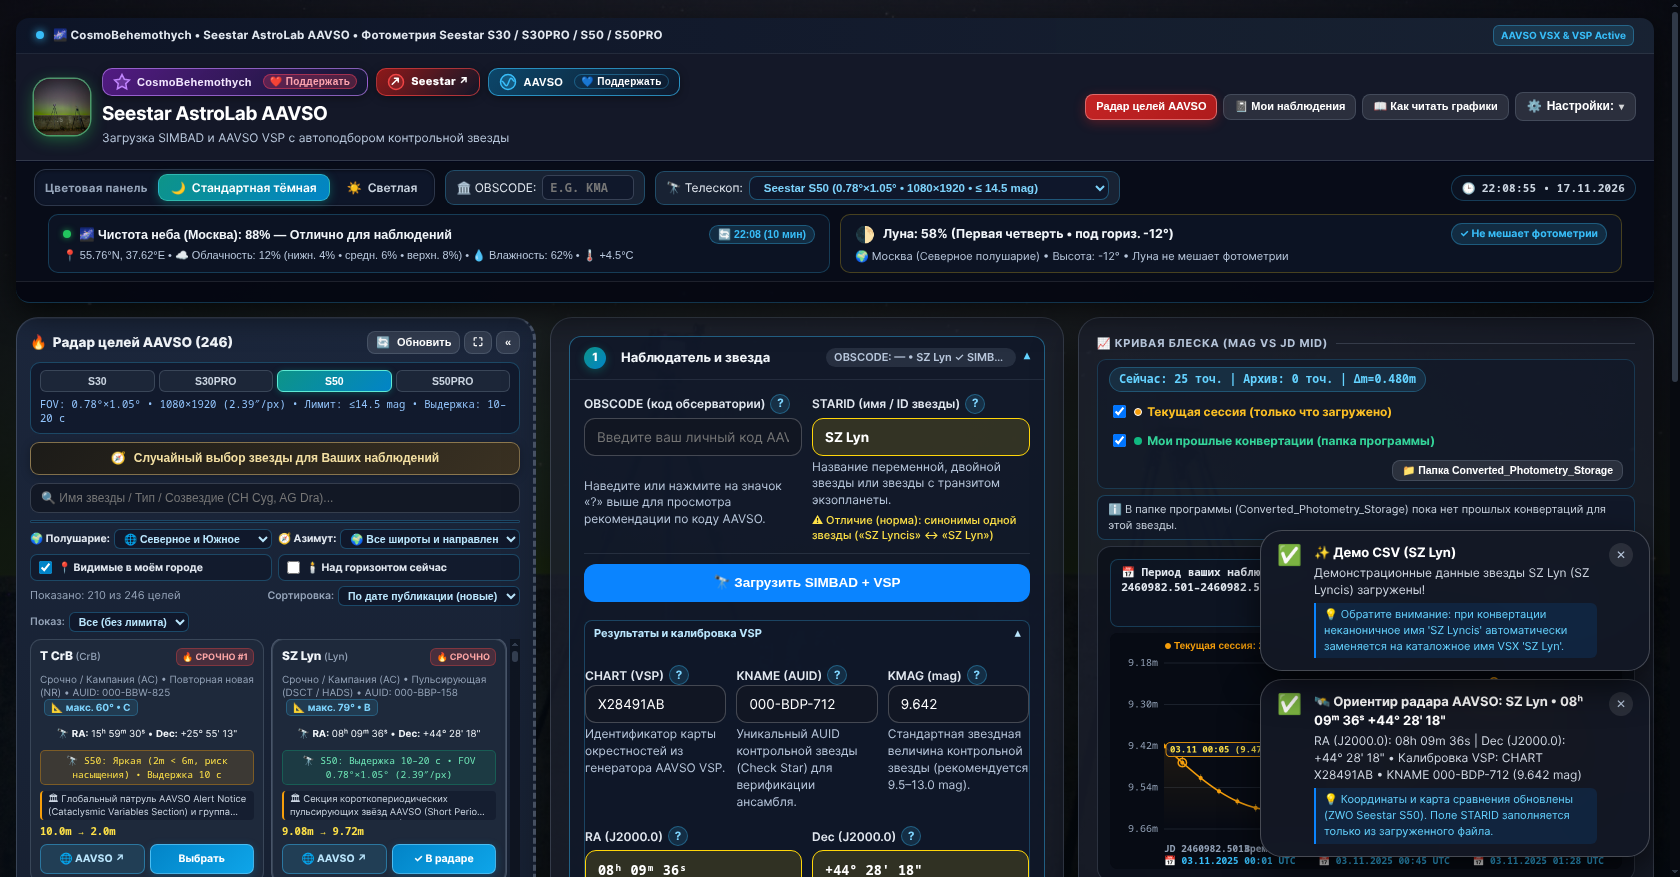 CosmoBehemothych • Seestar AstroLab AAVSO • Фотометрия Seestar S30 / S30PRO / S50 / S50PRO
AAVSO VSX & VSP Active
CosmoBehemothych ❤️ Поддержать
Seestar ↗
AAVSO 💙 Поддержать
Seestar AstroLab AAVSO
Загрузка SIMBAD и AAVSO VSP с автоподбором контрольной звезды
Радар целей AAVSO
📓 Мои наблюдения
📖 Как читать графики
⚙️ Настройки: ▾
Цветовая панель
🌙 Стандартная тёмная
☀️ Светлая
🏛️ OBSCODE: E.G. KMA
🔭 Телескоп: Seestar S50 (0.78°×1.05° • 1080×1920 • ≤ 14.5 mag)
🕒 22:08:55 • 17.11.2026
Чистота неба (Москва): 88% — Отлично для наблюдений
🔄 22:08 (10 мин)
📍 55.76°N, 37.62°E • ☁️ Облачность: 12% (нижн. 4% • средн. 6% • верхн. 8%) • 💧 Влажность: 62% • 🌡️ +4.5°C
Луна: 58% (Первая четверть • под гориз. -12°)
✓ Не мешает фотометрии
🌍 Москва (Северное полушарие) • Высота: -12° • Луна не мешает фотометрии
🔥 Радар целей AAVSO (246)
🔄 Обновить
«
S30
S30PRO
S50
S50PRO
FOV: 0.78°×1.05° • 1080×1920 (2.39″/px) • Лимит: ≤14.5 mag • Выдержка: 10–
20 с
🧭 Случайный выбор звезды для Ваших наблюдений
🔍 Имя звезды / Тип / Созвездие (CH Cyg, AG Dra)...
🌍 Полушарие: 🌍 Северное и Южное
🧭 Азимут: 🌍 Все широты и направлен
📍 Видимые в моём городе
Над горизонтом сейчас
Показано: 210 из 246 целей
Сортировка: По дате публикации (новые)
Показ: Все (без лимита)
T CrB (CrB)
🔥 СРОЧНО #1
Срочно / Кампания (AC) • Повторная новая
(NR) • AUID: 000-BBW-825
📐 макс. 60° • С
🔭 RA: 15ʰ 59ᵐ 30ˢ • Dec: +25° 55' 13"
🔭 S50: Яркая (2m < 6m, риск
насыщения) • Выдержка 10 с
🏛️ Глобальный патруль AAVSO Alert Notice
(Cataclysmic Variables Section) и группа...
10.0m → 2.0m
🌐 AAVSO ↗
Выбрать
SZ Lyn (Lyn)
🔥 СРОЧНО
Срочно / Кампания (AC) • Пульсирующая
(DSCT / HADS) • AUID: 000-BBP-158
📐 макс. 79° • В
🔭 RA: 08ʰ 09ᵐ 36ˢ • Dec: +44° 28' 18"
🔭 S50: Выдержка 10–20 с • FOV
0.78°×1.05° (2.39″/px)
🏛️ Секция короткопериодических
пульсирующих звёзд AAVSO (Short Perio...
9.08m → 9.72m
🌐 AAVSO ↗
✓ В радаре
1
Наблюдатель и звезда
OBSCODE: — • SZ Lyn ✓ SIMB...
▲
OBSCODE (код обсерватории) ?
Введите ваш личный код AAV
Наведите или нажмите на значок
«?» выше для просмотра
рекомендации по коду AAVSO.
STARID (имя / ID звезды) ?
SZ Lyn
Название переменной, двойной
звезды или звезды с транзитом
экзопланеты.
⚠ Отличие (норма): синонимы одной
звезды («SZ Lyncis» ↔ «SZ Lyn»)
🔭 Загрузить SIMBAD + VSP
Результаты и калибровка VSP
▲
CHART (VSP) ?
X28491AB
Идентификатор карты
окрестностей из
генератора AAVSO VSP.
KNAME (AUID) ?
000-BDP-712
Уникальный AUID
контрольной звезды
(Check Star) для
верификации
ансамбля.
KMAG (mag) ?
9.642
Стандартная звездная
величина контрольной
звезды (рекомендуется
9.5–13.0 mag).
RA (J2000.0) ?
08ʰ 09ᵐ 36ˢ
Dec (J2000.0) ?
+44° 28' 18"
📈 КРИВАЯ БЛЕСКА (MAG VS JD MID)
Сейчас: 25 точ. | Архив: 0 точ. | Δm=0.480m
Текущая сессия (только что загружено)
Мои прошлые конвертации (папка программы)
📁 Папка Converted_Photometry_Storage
ℹ️ В папке программы (Converted_Photometry_Storage) пока нет прошлых конвертаций для
этой звезды.
📅 Период ваших наблю
2460982.501–2460982.5
Текущая сессия:
9.18m
9.30m
9.42m
9.54m
9.66m
03.11 00:05 (9.47
JD 2460982.501
📅 03.11.2025 00:01 UTC
📅 03.11.2025 00:45 UTC
📅 03.11.2025 01:28 UTC
✨ Демо CSV (SZ Lyn)
✕
Демонстрационные данные звезды SZ Lyn (SZ
Lyncis) загружены!
💡 Обратите внимание: при конвертации
неканоничное имя 'SZ Lyncis' автоматически
заменяется на каталожное имя VSX 'SZ Lyn'.
🛰️ Ориентир радара AAVSO: SZ Lyn • 08ʰ
09ᵐ 36ˢ +44° 28' 18"
✕
RA (J2000.0): 08h 09m 36s | Dec (J2000.0):
+44° 28' 18" • Калибровка VSP: CHART
X28491AB • KNAME 000-BDP-712 (9.642 mag)
💡 Координаты и карта сравнения обновлены
(ZWO Seestar S50). Поле STARID заполняется
только из загруженного файла.